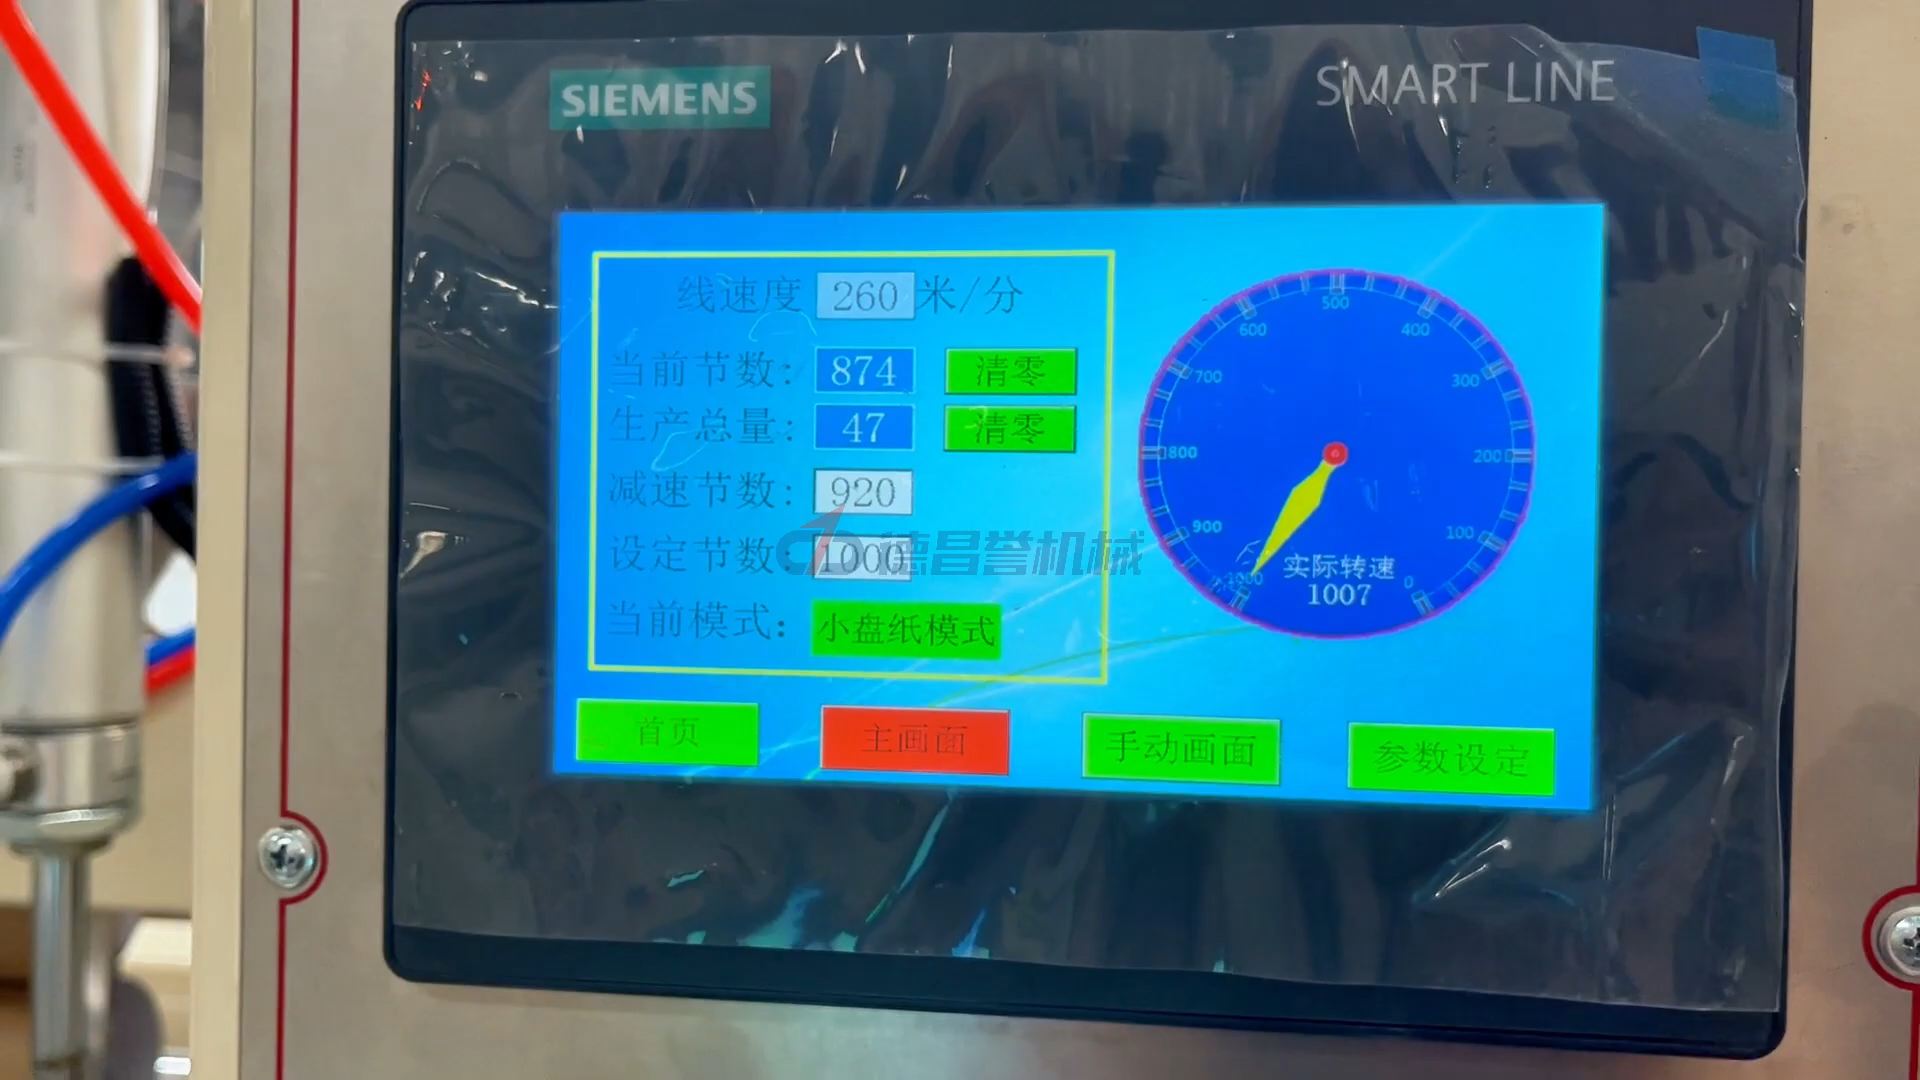 SIEMENS
SMART LINE
线速度 260 米/分
当前节数: 874 清零
生产总量: 47 清零
减速节数: 920
设定节数: 1000
当前模式: 小盘纸模式
德昌誉机械
500
600
400
700
300
800
200
900
100
1000
0
实际转速
1007
首页
主画面
手动画面
参数设定